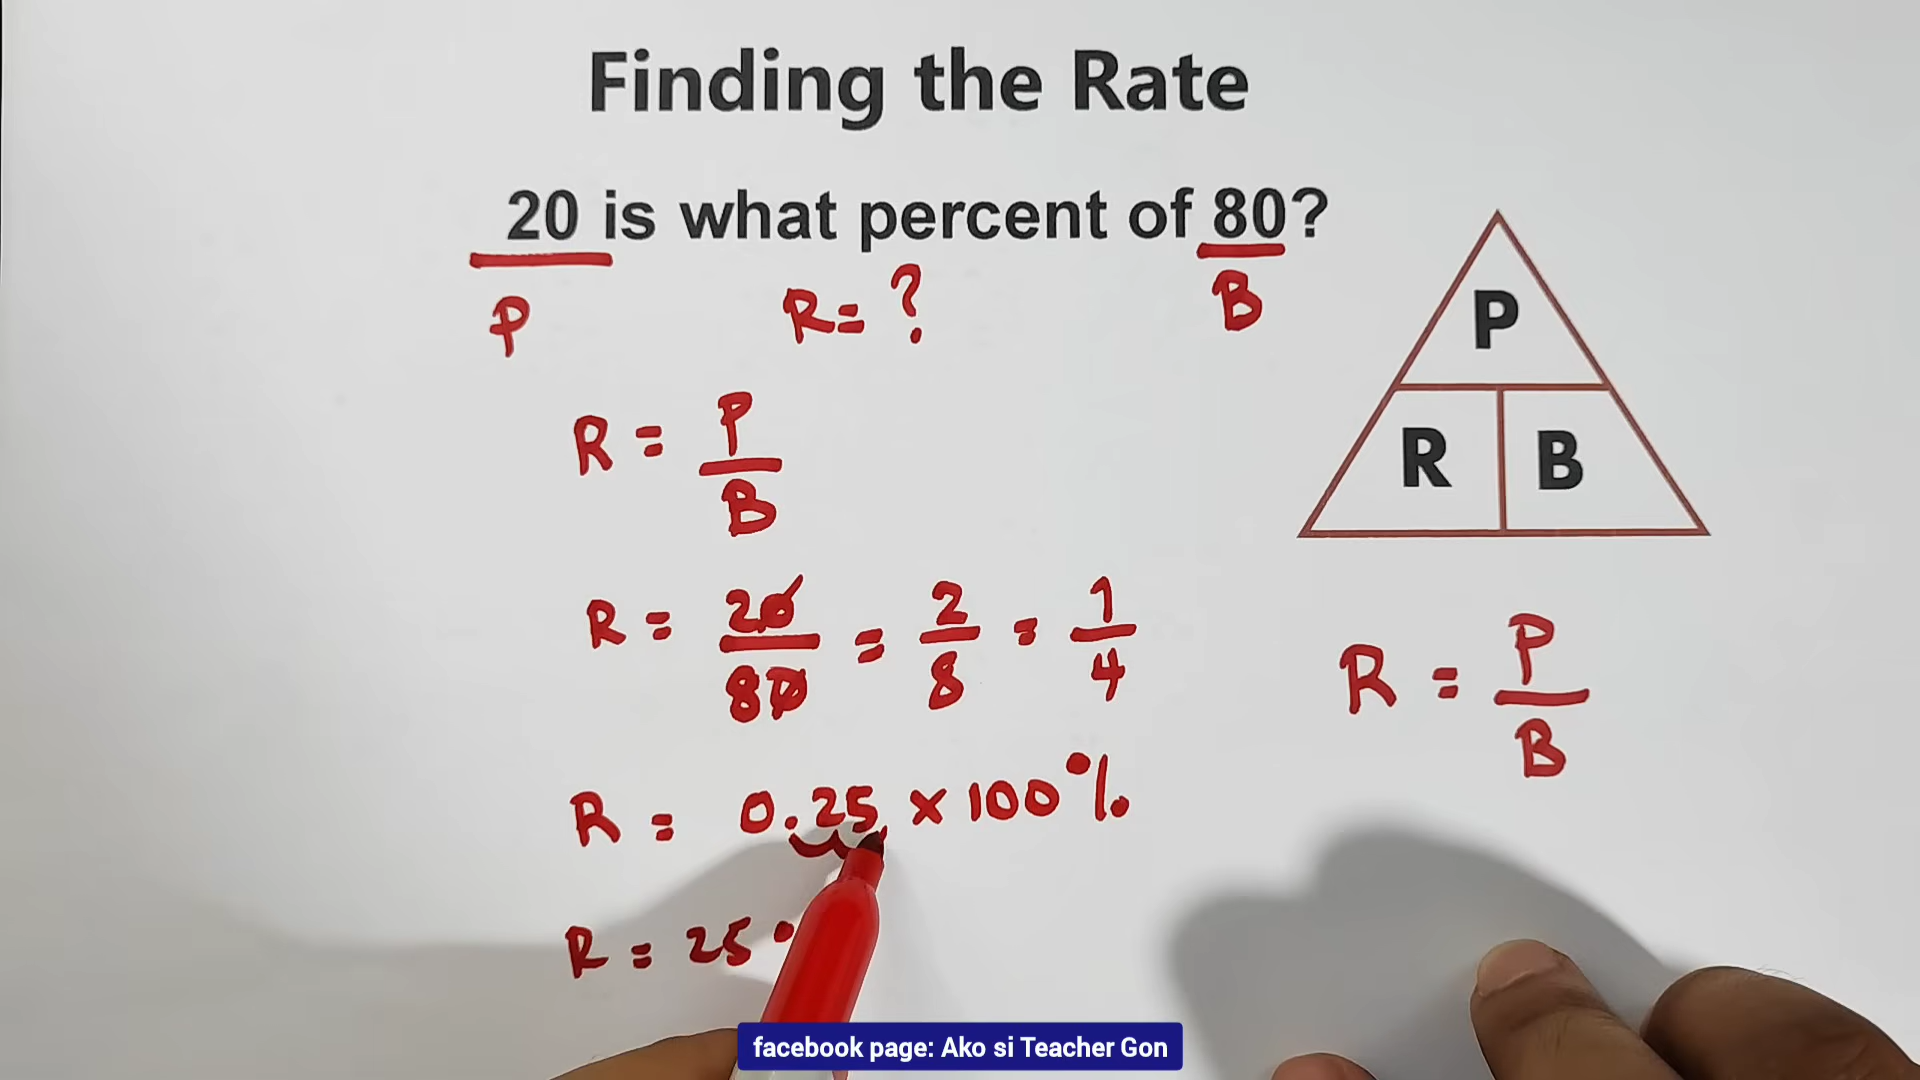 Finding the Rate
20 is what percent of 80?
P R = ? B
P
R B
R = P/B
R = 20/80 = 2/8 = 1/4
R = P/B
R = 0.25 x 100%
R = 25
facebook page: Ako si Teacher Gon